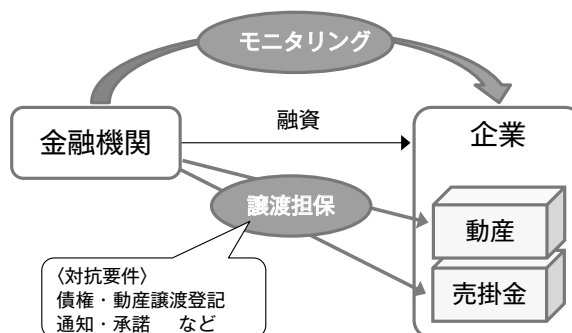 モニタリング
金融機関
融資
企業
譲渡担保
動産
売掛金
〈対抗要件〉
債権・動産譲渡登記
通知・承諾 など